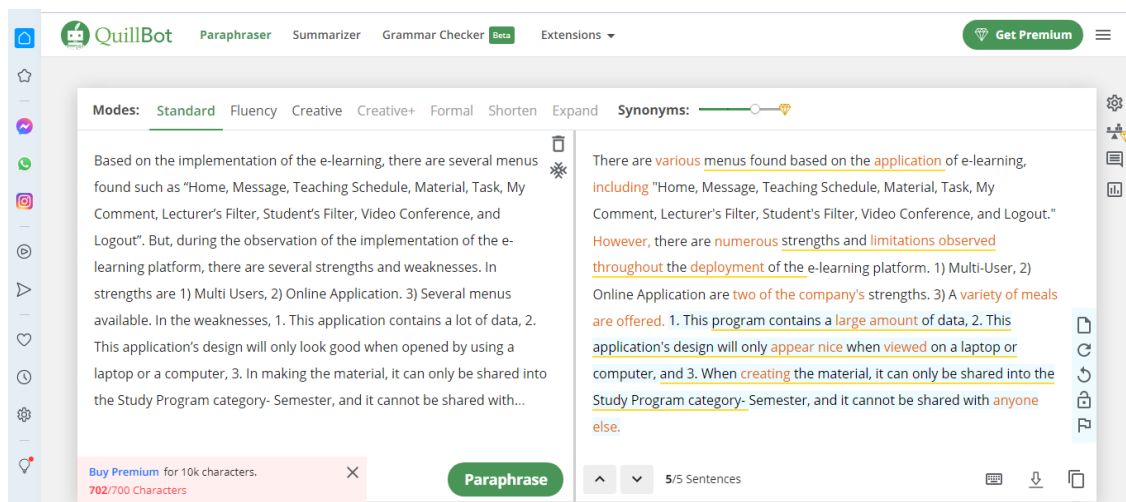 QuillBot
Paraphraser Summarizer Grammar Checker Beta Extensions
Get Premium
Modes: Standard Fluency Creative Creative+ Formal Shorten Expand Synonyms:
Based on the implementation of the e-learning, there are several menus
found such as “Home, Message, Teaching Schedule, Material, Task, My
Comment, Lecturer’s Filter, Student’s Filter, Video Conference, and
Logout”. But, during the observation of the implementation of the e-
learning platform, there are several strengths and weaknesses. In
strengths are 1) Multi Users, 2) Online Application. 3) Several menus
available. In the weaknesses, 1. This application contains a lot of data, 2.
This application’s design will only look good when opened by using a
laptop or a computer, 3. In making the material, it can only be shared into
the Study Program category- Semester, and it cannot be shared with...
Buy Premium for 10k characters.
702/700 Characters
Paraphrase
There are various menus found based on the application of e-learning,
including "Home, Message, Teaching Schedule, Material, Task, My
Comment, Lecturer's Filter, Student's Filter, Video Conference, and Logout."
However, there are numerous strengths and limitations observed
throughout the deployment of the e-learning platform. 1) Multi-User, 2)
Online Application are two of the company's strengths. 3) A variety of meals
are offered. 1. This program contains a large amount of data, 2. This
application's design will only appear nice when viewed on a laptop or
computer, and 3. When creating the material, it can only be shared into the
Study Program category- Semester, and it cannot be shared with anyone
else.
5/5 Sentences